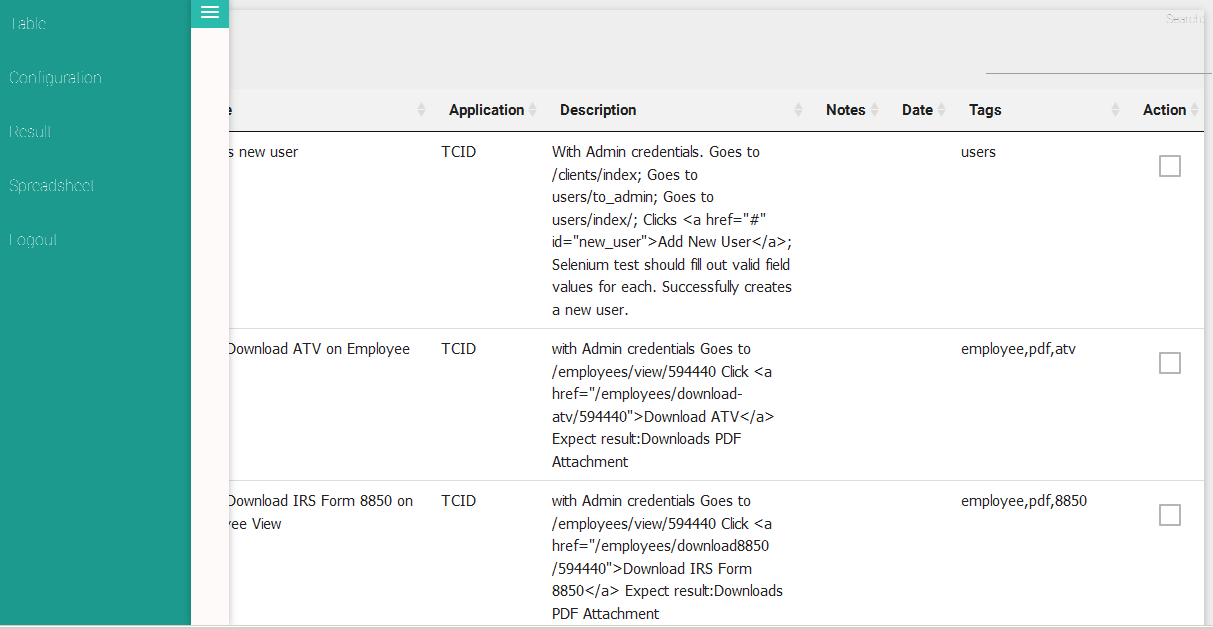 Table
Configuration
Result
Spreadsheet
Logout
Search:
e Application Description Notes Date Tags Action
s new user TCID With Admin credentials. Goes to users
/clients/index; Goes to
users/to_admin; Goes to
users/index/; Clicks <a href="#"
id="new_user">Add New User</a>;
Selenium test should fill out valid field
values for each. Successfully creates
a new user.
Download ATV on Employee TCID with Admin credentials Goes to employee,pdf,atv
/employees/view/594440 Click <a
href="/employees/download-
atv/594440">Download ATV</a>
Expect result:Downloads PDF
Attachment
Download IRS Form 8850 on TCID with Admin credentials Goes to employee,pdf,8850
yee View /employees/view/594440 Click <a
href="/employees/download8850
/594440">Download IRS Form
8850</a> Expect result:Downloads
PDF Attachment